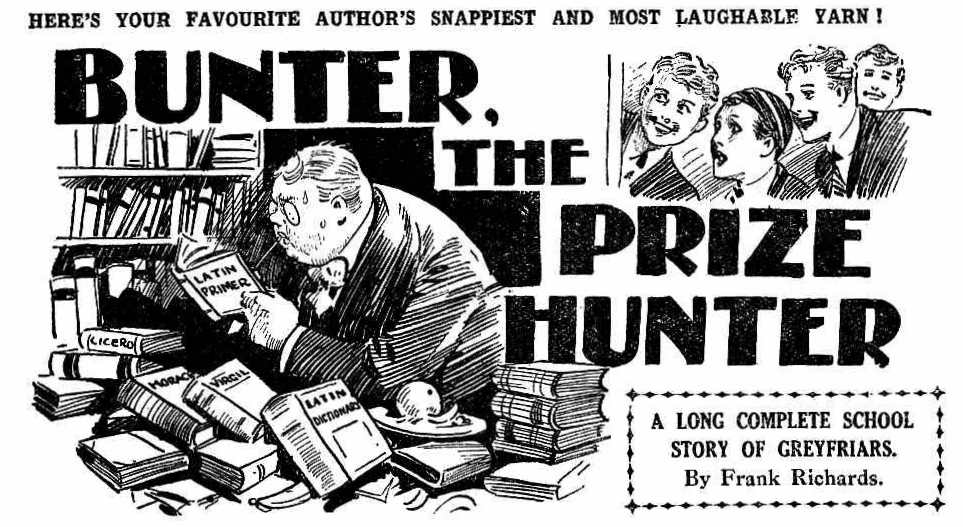 HERE'S YOUR FAVOURITE AUTHOR'S SNAPPIEST AND MOST LAUGHABLE YARN!
BUNTER,
THE
PRIZE
HUNTER
LATIN
PRIMER
CICERO
HORACE
VIRGIL
LATIN
DICTIONARY
A LONG COMPLETE SCHOOL
STORY OF GREYFRIARS.
By Frank Richards.